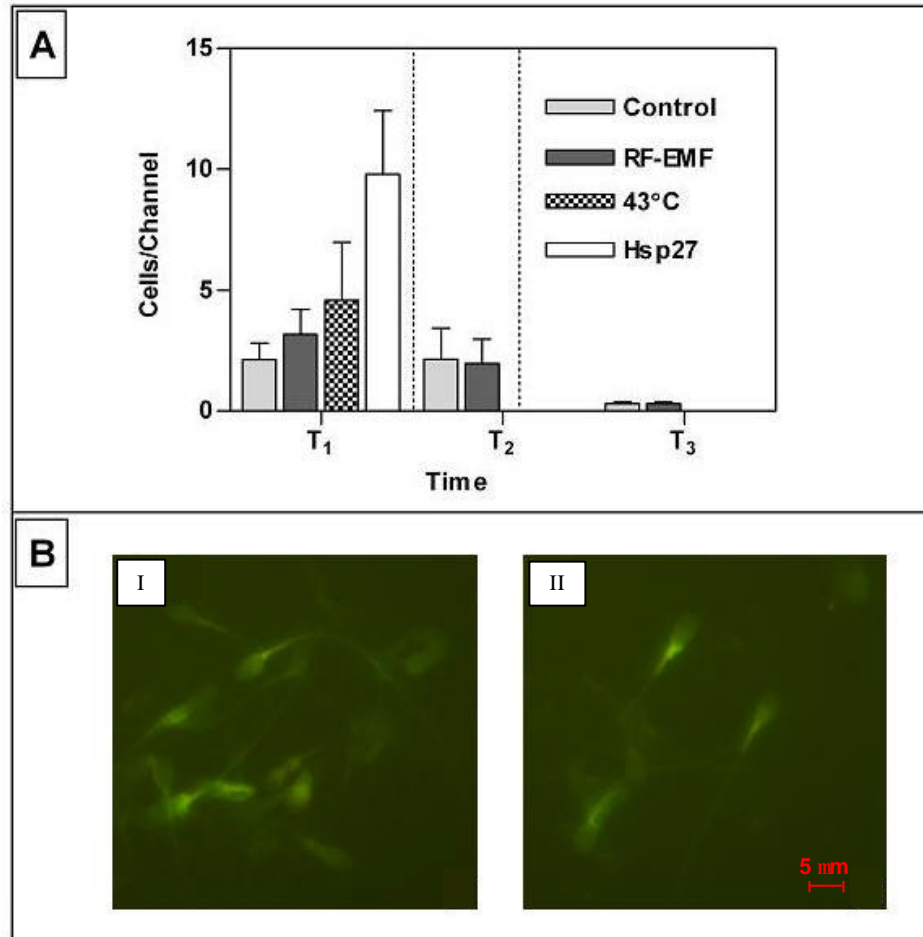 A
15
10
5
0
Cells/Channel
Control
RF-EMF
43°C
Hsp27
T₁ T₂ T₃
Time
B
I
II
5 mm